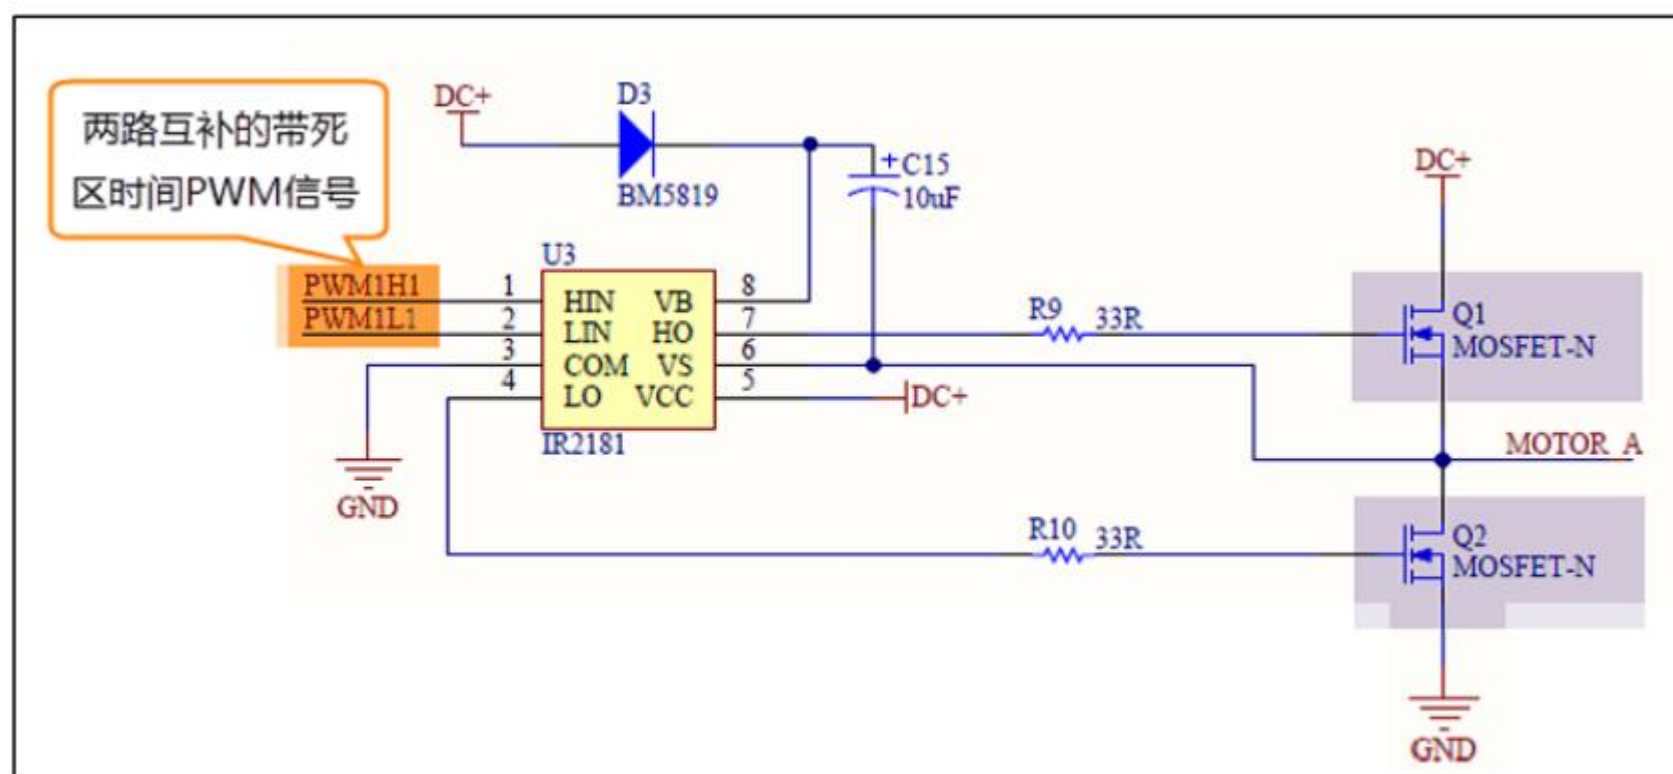 两路互补的带死
区时间PWM信号
DC+
D3
BM5819
+
C15
10uF
DC+
PWM1H1
PWM1L1
U3
1
2
3
4
HIN VB
LIN HO
COM VS
LO VCC
8
7
6
5
IR2181
DC+
R9 33R
Q1
MOSFET-N
MOTOR_A
GND
R10 33R
Q2
MOSFET-N
GND